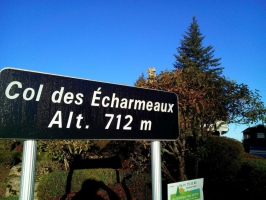 Col des Écharmeaux
Alt. 712 m